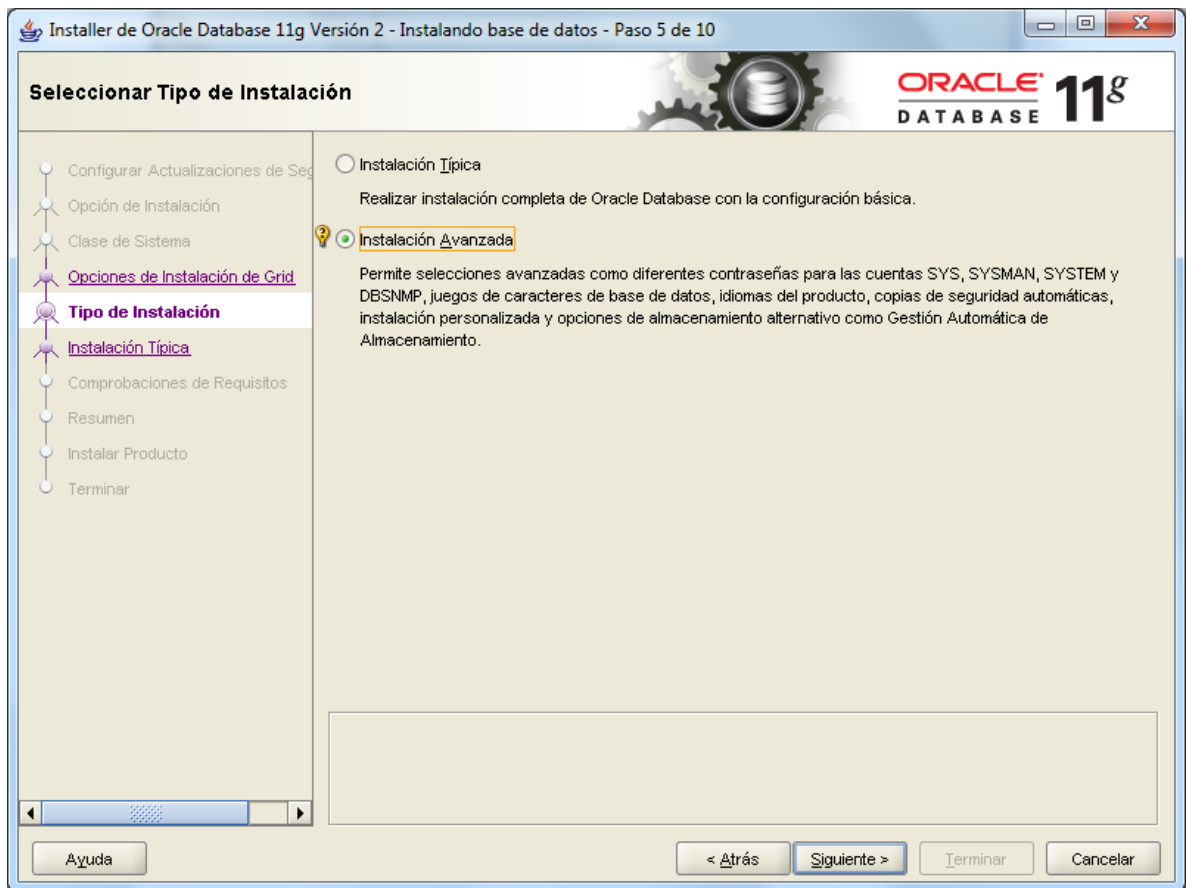 Installer de Oracle Database 11g Versión 2 - Instalando base de datos - Paso 5 de 10
Seleccionar Tipo de Instalación
ORACLE
DATABASE
11g
Configurar Actualizaciones de Seg
Opción de Instalación
Clase de Sistema
Opciones de Instalación de Grid
Tipo de Instalación
Instalación Típica
Comprobaciones de Requisitos
Resumen
Instalar Producto
Terminar
Instalación Típica
Realizar instalación completa de Oracle Database con la configuración básica.
Instalación Avanzada
Permite selecciones avanzadas como diferentes contraseñas para las cuentas SYS, SYSMAN, SYSTEM y
DBSNMP, juegos de caracteres de base de datos, idiomas del producto, copias de seguridad automáticas,
instalación personalizada y opciones de almacenamiento alternativo como Gestión Automática de
Almacenamiento.
Ayuda
< Atrás
Siguiente >
Terminar
Cancelar